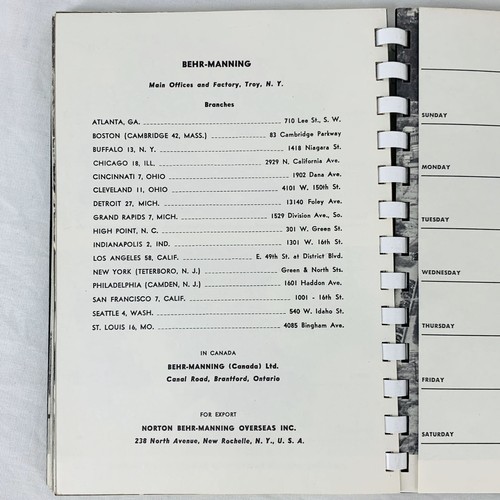 BEHR-MANNING
Main Offices and Factory, Troy, N. Y.
Branches
ATLANTA, GA. 710 Lee St., S. W.
BOSTON (CAMBRIDGE 42, MASS.) 83 Cambridge Parkway
BUFFALO 13, N. Y. 1418 Niagara St.
CHICAGO 18, ILL. 2929 N. California Ave.
CINCINNATI 7, OHIO 1902 Dana Ave.
CLEVELAND 11, OHIO 4101 W. 150th St.
DETROIT 27, MICH. 13140 Foley Ave.
GRAND RAPIDS 7, MICH. 1529 Division Ave., So.
HIGH POINT, N. C. 301 W. Green St.
INDIANAPOLIS 2, IND. 1301 W. 16th St.
LOS ANGELES 58, CALIF. E. 49th St. at District Blvd.
NEW YORK (TETERBORO, N. J.) Green & North Sts.
PHILADELPHIA (CAMDEN, N. J.) 1601 Haddon Ave.
SAN FRANCISCO 7, CALIF. 1001 - 16th St.
SEATTLE 4, WASH. 540 W. Idaho St.
ST. LOUIS 16, MO. 4085 Bingham Ave.
IN CANADA
BEHR-MANNING (Canada) Ltd.
Canal Road, Brantford, Ontario
FOR EXPORT
NORTON BEHR-MANNING OVERSEAS INC.
238 North Avenue, New Rochelle, N. Y., U. S. A.
SUNDAY
MONDAY
TUESDAY
WEDNESDAY
THURSDAY
FRIDAY
SATURDAY